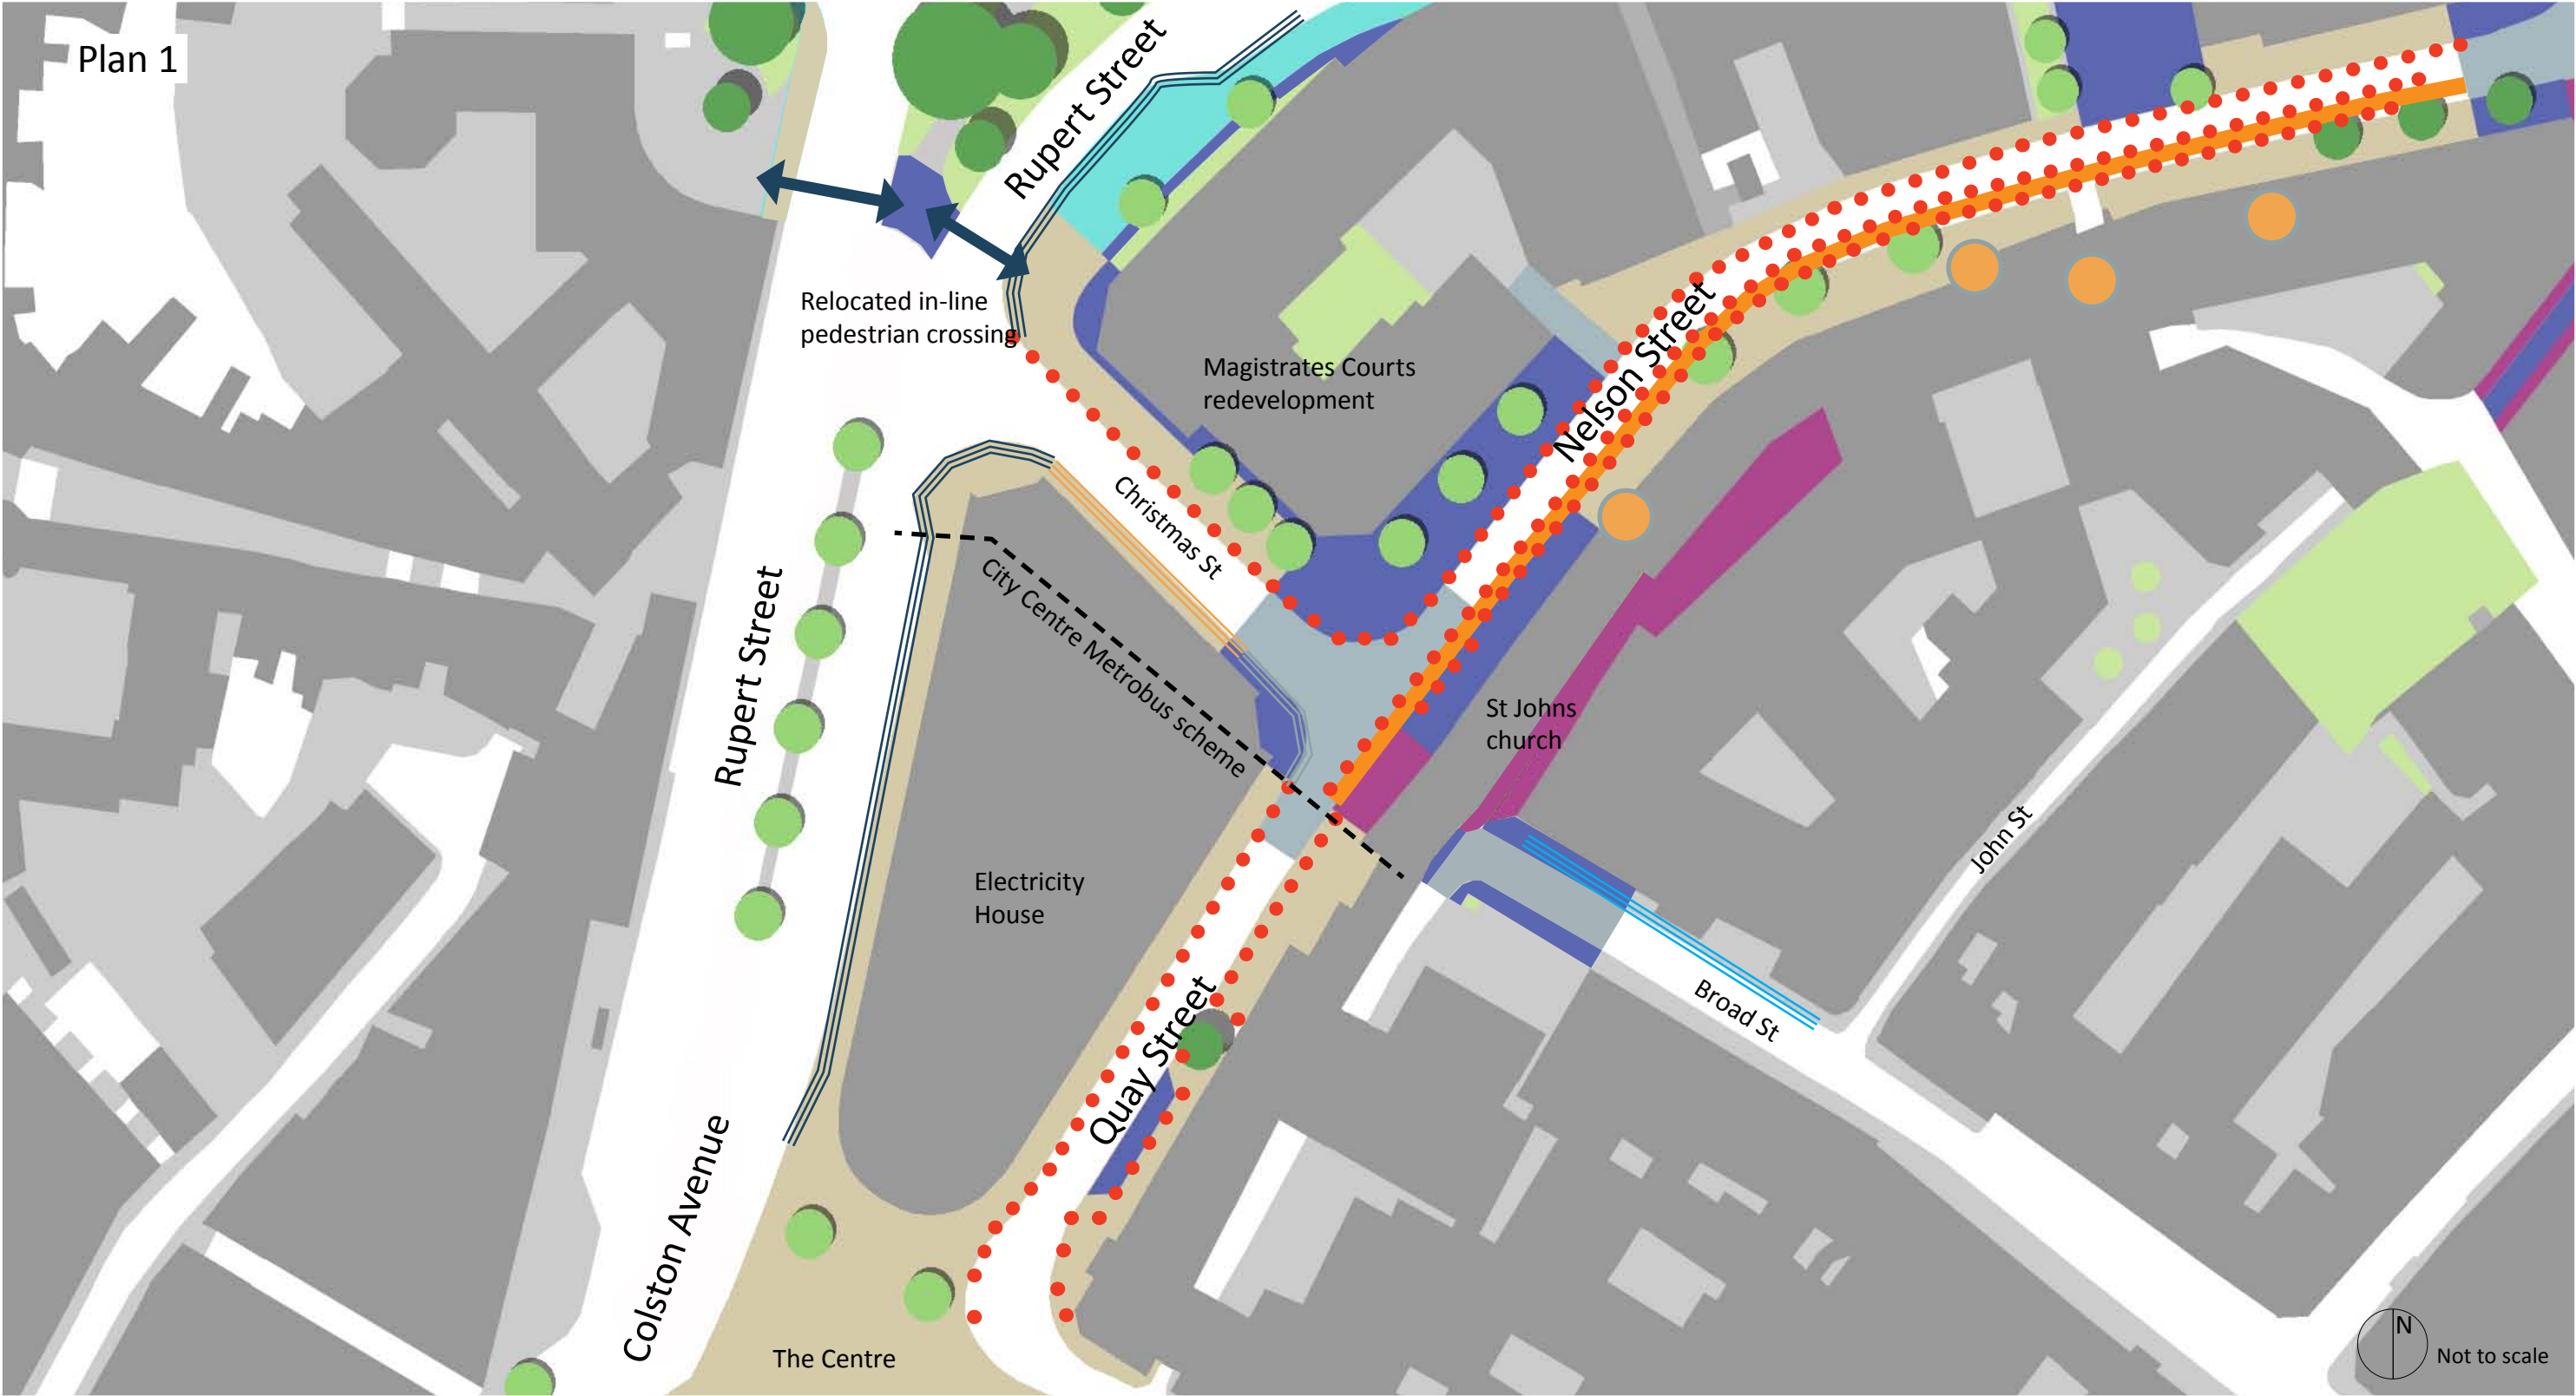 Plan 1
Rupert Street
Relocated in-line
pedestrian crossing
Magistrates Courts
redevelopment
Nelson Street
Christmas St
City Centre Metrobus scheme
Rupert Street
St Johns
church
Electricity
House
John St
Broad St
Quay Street
Colston Avenue
The Centre
N
Not to scale